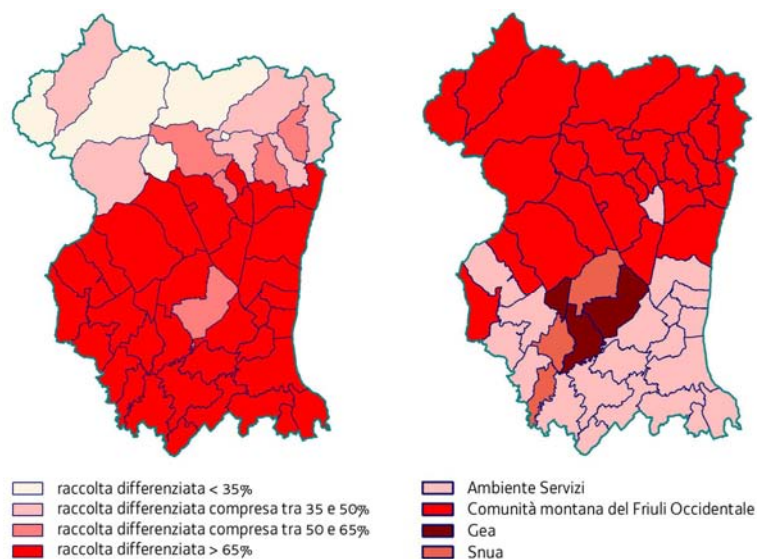 raccolta differenziata < 35%
raccolta differenziata compresa tra 35 e 50%
raccolta differenziata compresa tra 50 e 65%
raccolta differenziata > 65%
Ambiente Servizi
Comunità montana del Friuli Occidentale
Gea
Snua